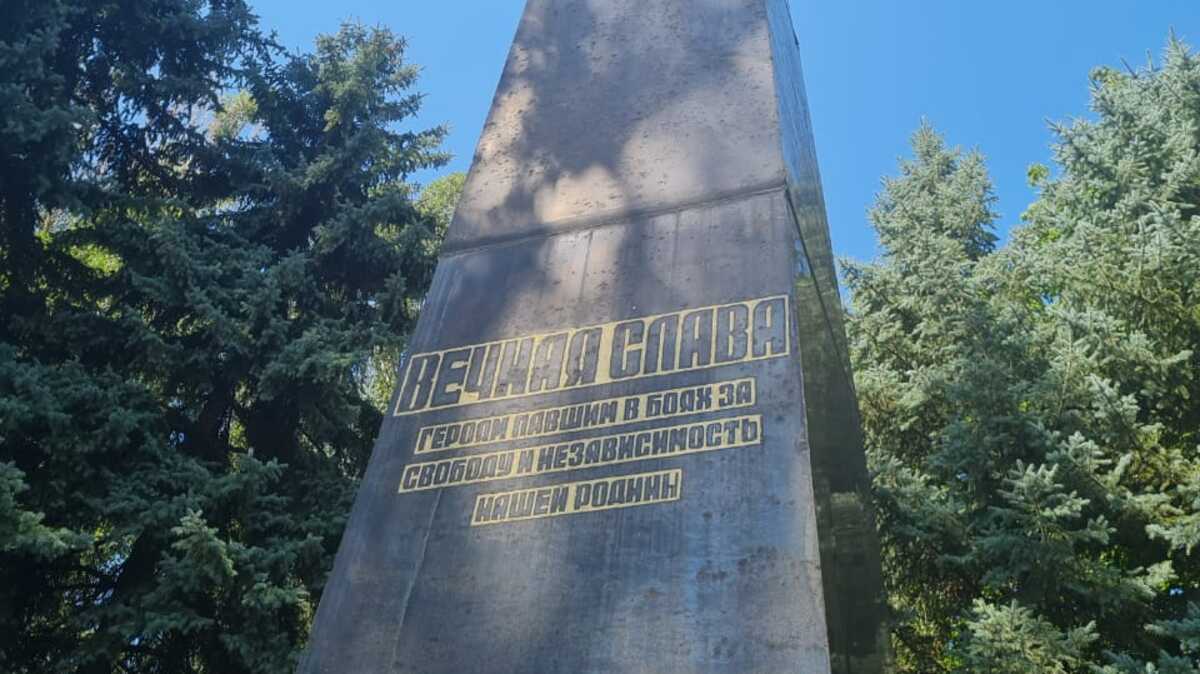 ВЕЧНАЯ СЛАВА
ГЕРОЯМ ПАВШИМ В БОЯХ ЗА
СВОБОДУ И НЕЗАВИСИМОСТЬ
НАШЕЙ РОДИНЫ